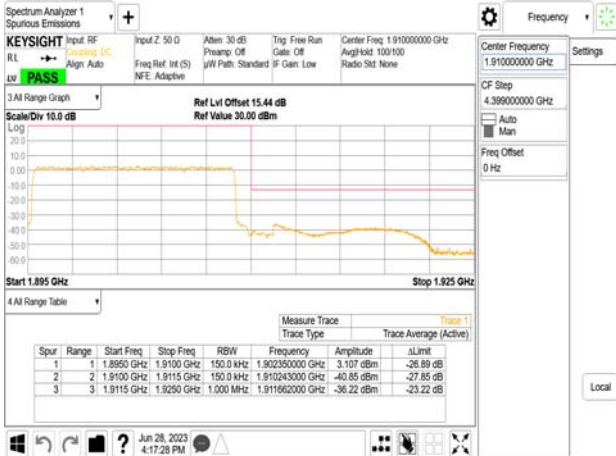 Spectrum Analyzer 1
Spurious Emissions
Frequency
KEYSIGHT
RL
LV PASS
Input: RF
Coupling: DC
Align: Auto
Input Z: 50 Ω
Freq Ref: Int (S)
NFE: Adaptive
Atten: 30 dB
Preamp: Off
µW Path: Standard
Trig: Free Run
Gate: Off
IF Gain: Low
Center Freq: 1.910000000 GHz
Avg|Hold: 100/100
Radio Std: None
Center Frequency
1.910000000 GHz
Settings
CF Step
4.399000000 GHz
Auto
Man
Freq Offset
0 Hz
Local
3 All Range Graph
Scale/Div 10.0 dB
Ref Lvl Offset 15.44 dB
Ref Value 30.00 dBm
Log
20.0
10.0
0.00
-10.0
-20.0
-30.0
-40.0
-50.0
-60.0
Start 1.895 GHz Stop 1.925 GHz
4 All Range Table
Measure Trace Trace 1
Trace Type Trace Average (Active)
Spur Range Start Freq Stop Freq RBW Frequency Amplitude ΔLimit
1 1 1.8950 GHz 1.9100 GHz 150.0 kHz 1.902350000 GHz 3.107 dBm -26.89 dB
2 2 1.9100 GHz 1.9115 GHz 150.0 kHz 1.910243000 GHz -40.85 dBm -27.85 dB
3 3 1.9115 GHz 1.9250 GHz 1.000 MHz 1.911662000 GHz -36.22 dBm -23.22 dB
Jun 28, 2023
4:17:28 PM